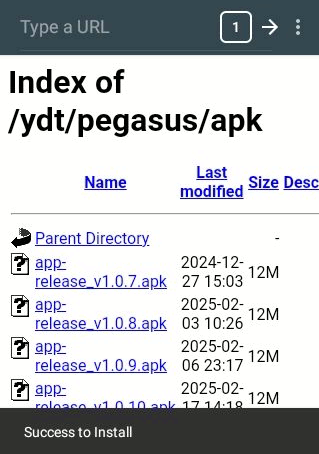 Type a URL
1
Index of
/ydt/pegasus/apk
Name Last modified Size Desc
Parent Directory -
app-release_v1.0.7.apk 2024-12-27 15:03 12M
app-release_v1.0.8.apk 2025-02-03 10:26 12M
app-release_v1.0.9.apk 2025-02-06 23:17 12M
app-release_v1.0.10.apk 2025-02-17 14:18 12M
Success to Install